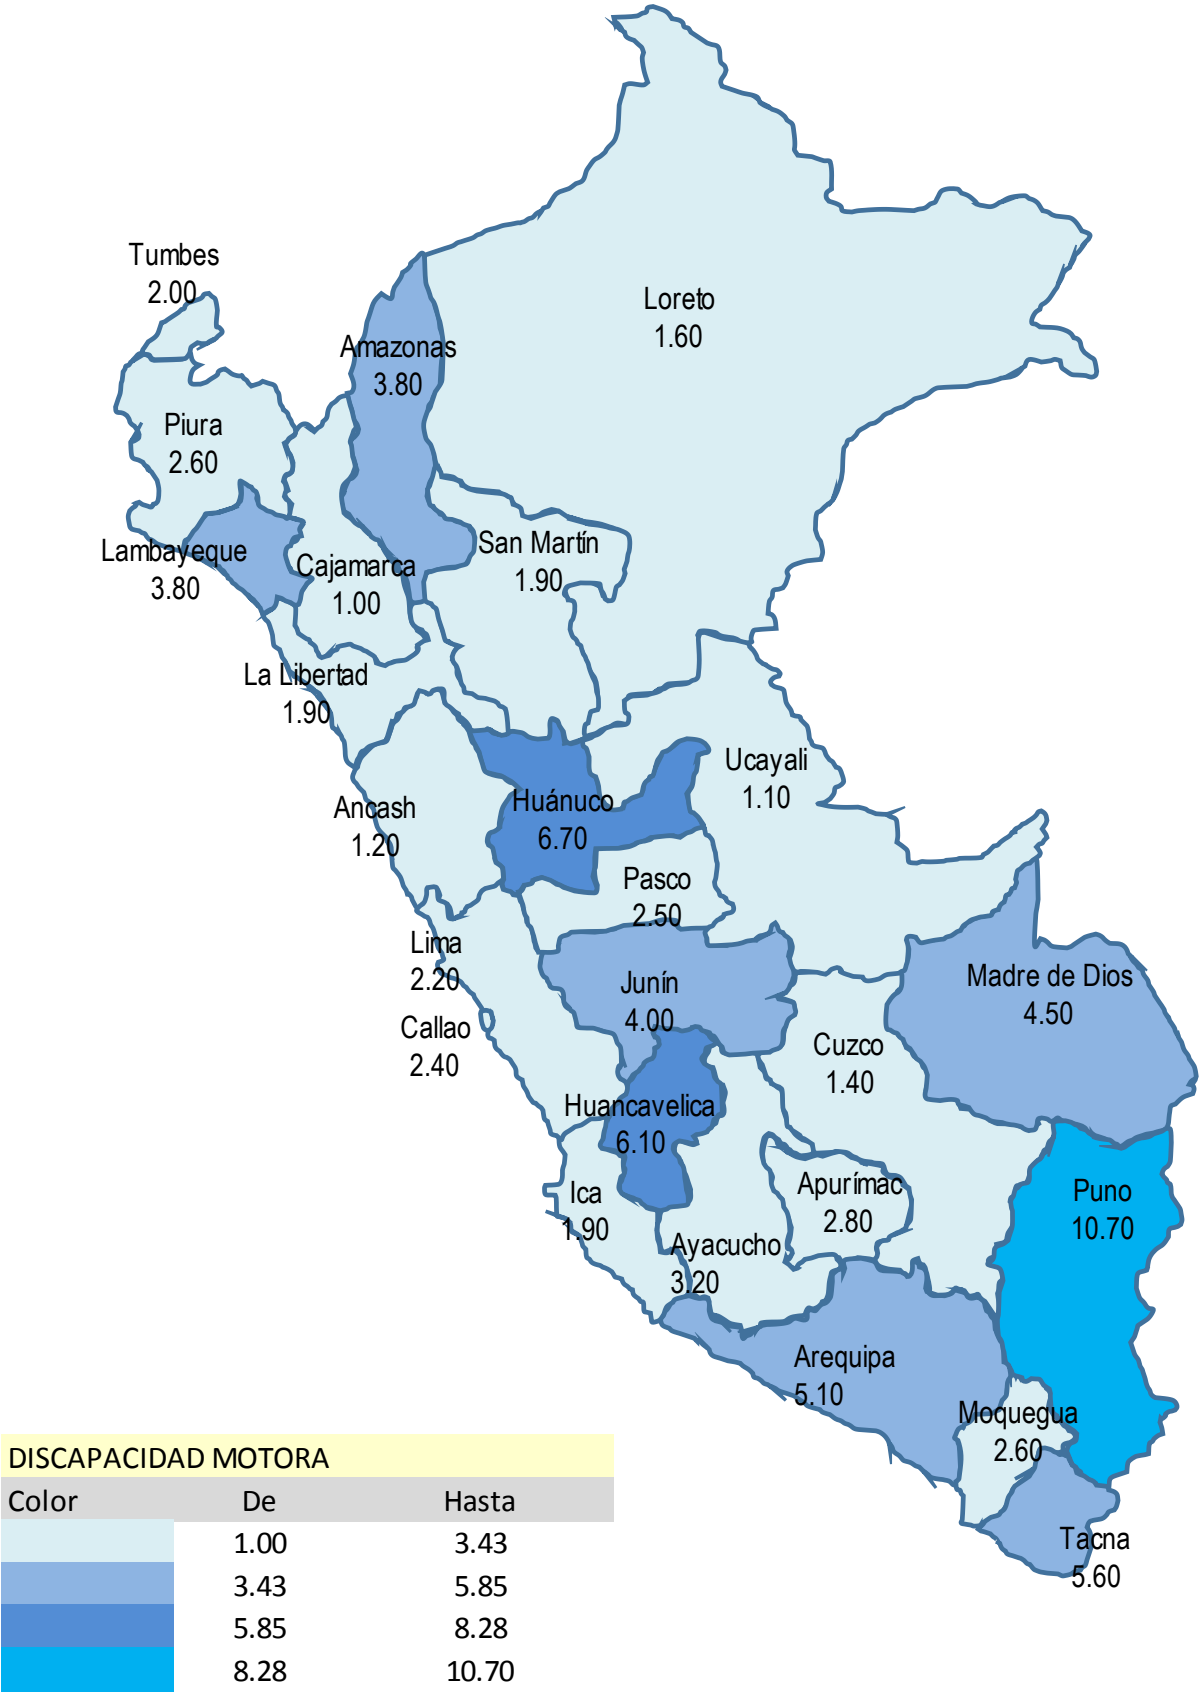 Tumbes
2.00
Loreto
1.60
Amazonas
3.80
Piura
2.60
Lambayeque
3.80
Cajamarca
1.00
San Martín
1.90
La Libertad
1.90
Ucayali
1.10
Ancash
1.20
Huánuco
6.70
Pasco
2.50
Lima
2.20
Junín
4.00
Madre de Dios
4.50
Callao
2.40
Cuzco
1.40
Huancavelica
6.10
Ica
1.90
Apurímac
2.80
Puno
10.70
Ayacucho
3.20
Arequipa
5.10
Moquegua
2.60
Tacna
5.60
DISCAPACIDAD MOTORA
Color De Hasta
1.00 3.43
3.43 5.85
5.85 8.28
8.28 10.70